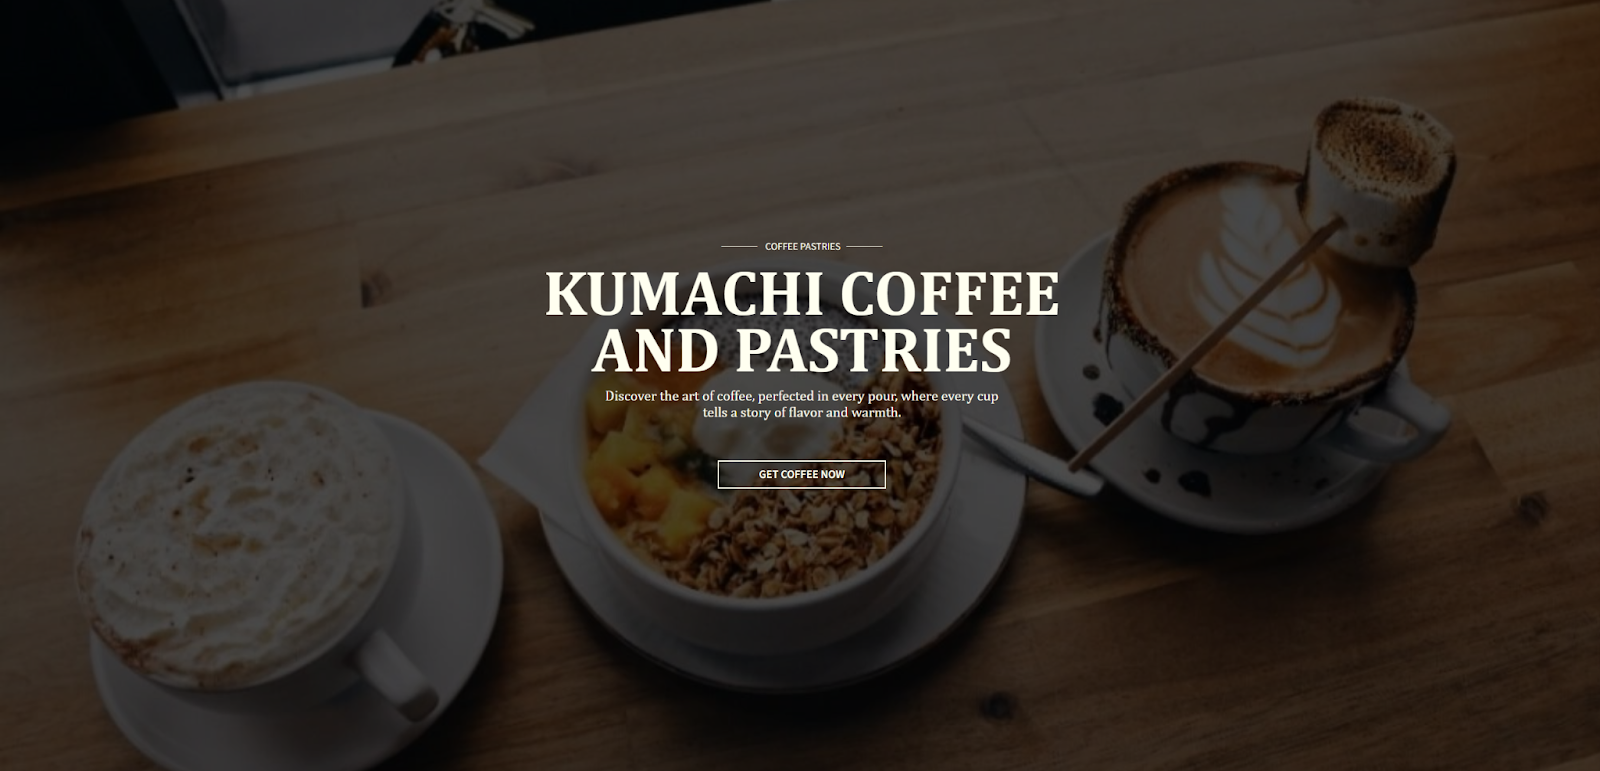 COFFEE PASTRIES
KUMACHI COFFEE
AND PASTRIES
Discover the art of coffee, perfected in every pour, where every cup
tells a story of flavor and warmth.
GET COFFEE NOW